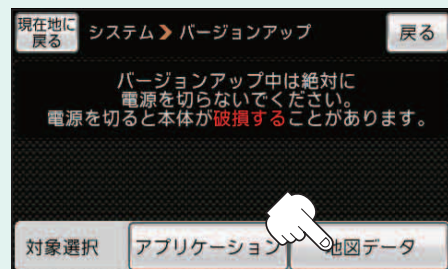 現在地に
戻る
システム❯バージョンアップ
戻る
バージョンアップ中は絶対に
電源を切らないでください。
電源を切ると本体が破損することがあります。
対象選択
アプリケーション
地図データ